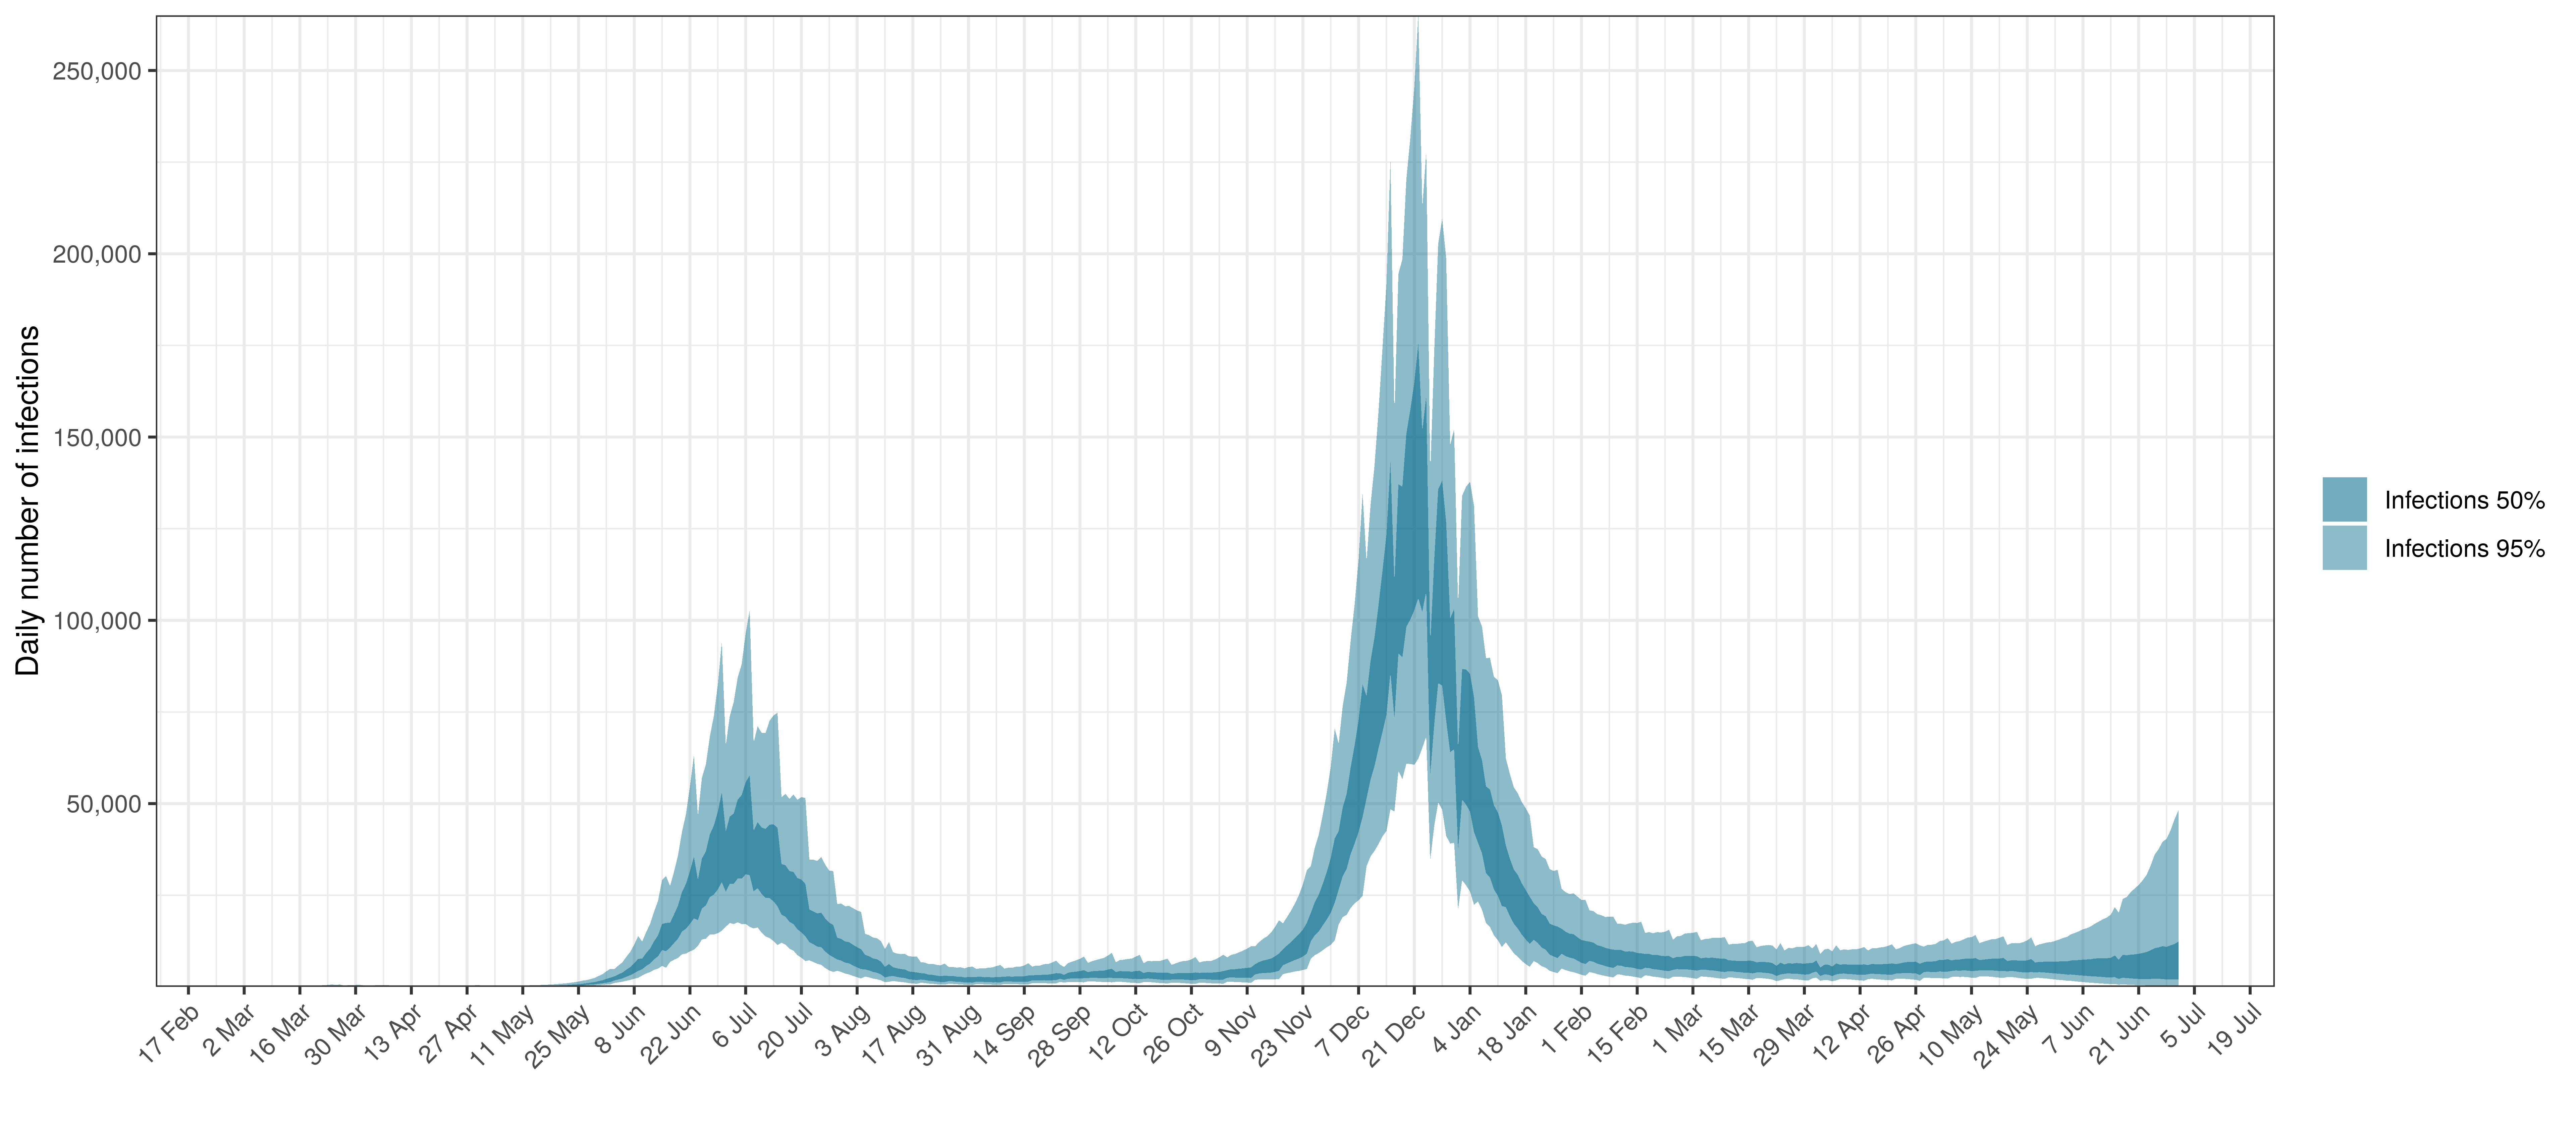 Daily number of infections
250,000
200,000
150,000
100,000
50,000
17 Feb
2 Mar
16 Mar
30 Mar
13 Apr
27 Apr
11 May
25 May
8 Jun
22 Jun
6 Jul
20 Jul
3 Aug
17 Aug
31 Aug
14 Sep
28 Sep
12 Oct
26 Oct
9 Nov
23 Nov
7 Dec
21 Dec
4 Jan
18 Jan
1 Feb
15 Feb
1 Mar
15 Mar
29 Mar
12 Apr
26 Apr
10 May
24 May
7 Jun
21 Jun
5 Jul
19 Jul
Infections 50%
Infections 95%